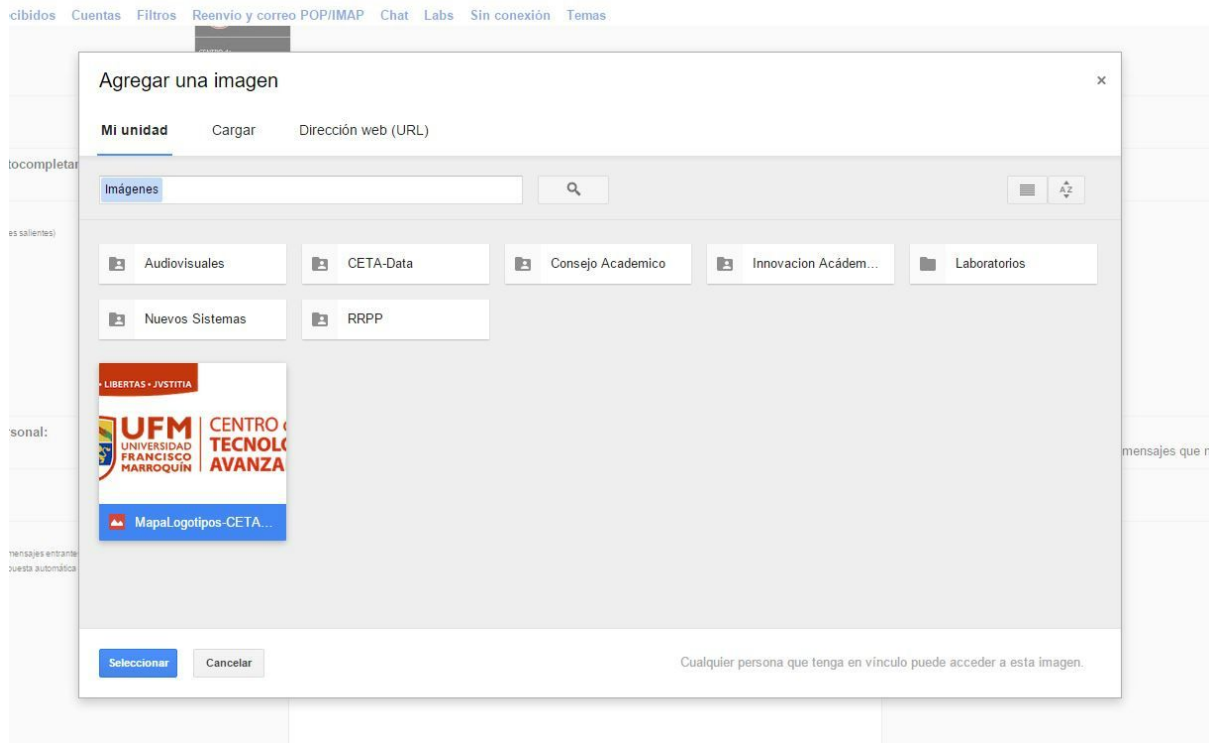 cibidos Cuentas Filtros Reenvío y correo POP/IMAP Chat Labs Sin conexión Temas
Agregar una imagen
×
Mi unidad Cargar Dirección web (URL)
tocompletar
Imágenes
AZ
es salientes)
Audiovisuales CETA-Data Consejo Academico Innovacion Acádem... Laboratorios
Nuevos Sistemas RRPP
• LIBERTAS • JVSTITIA
UFM
UNIVERSIDAD
FRANCISCO
MARROQUÍN
CENTRO
TECNOL
AVANZA
sonal:
mensajes que
MapaLogotipos-CETA...
mensajes entrante
puesta automática
Seleccionar Cancelar Cualquier persona que tenga en vínculo puede acceder a esta imagen.